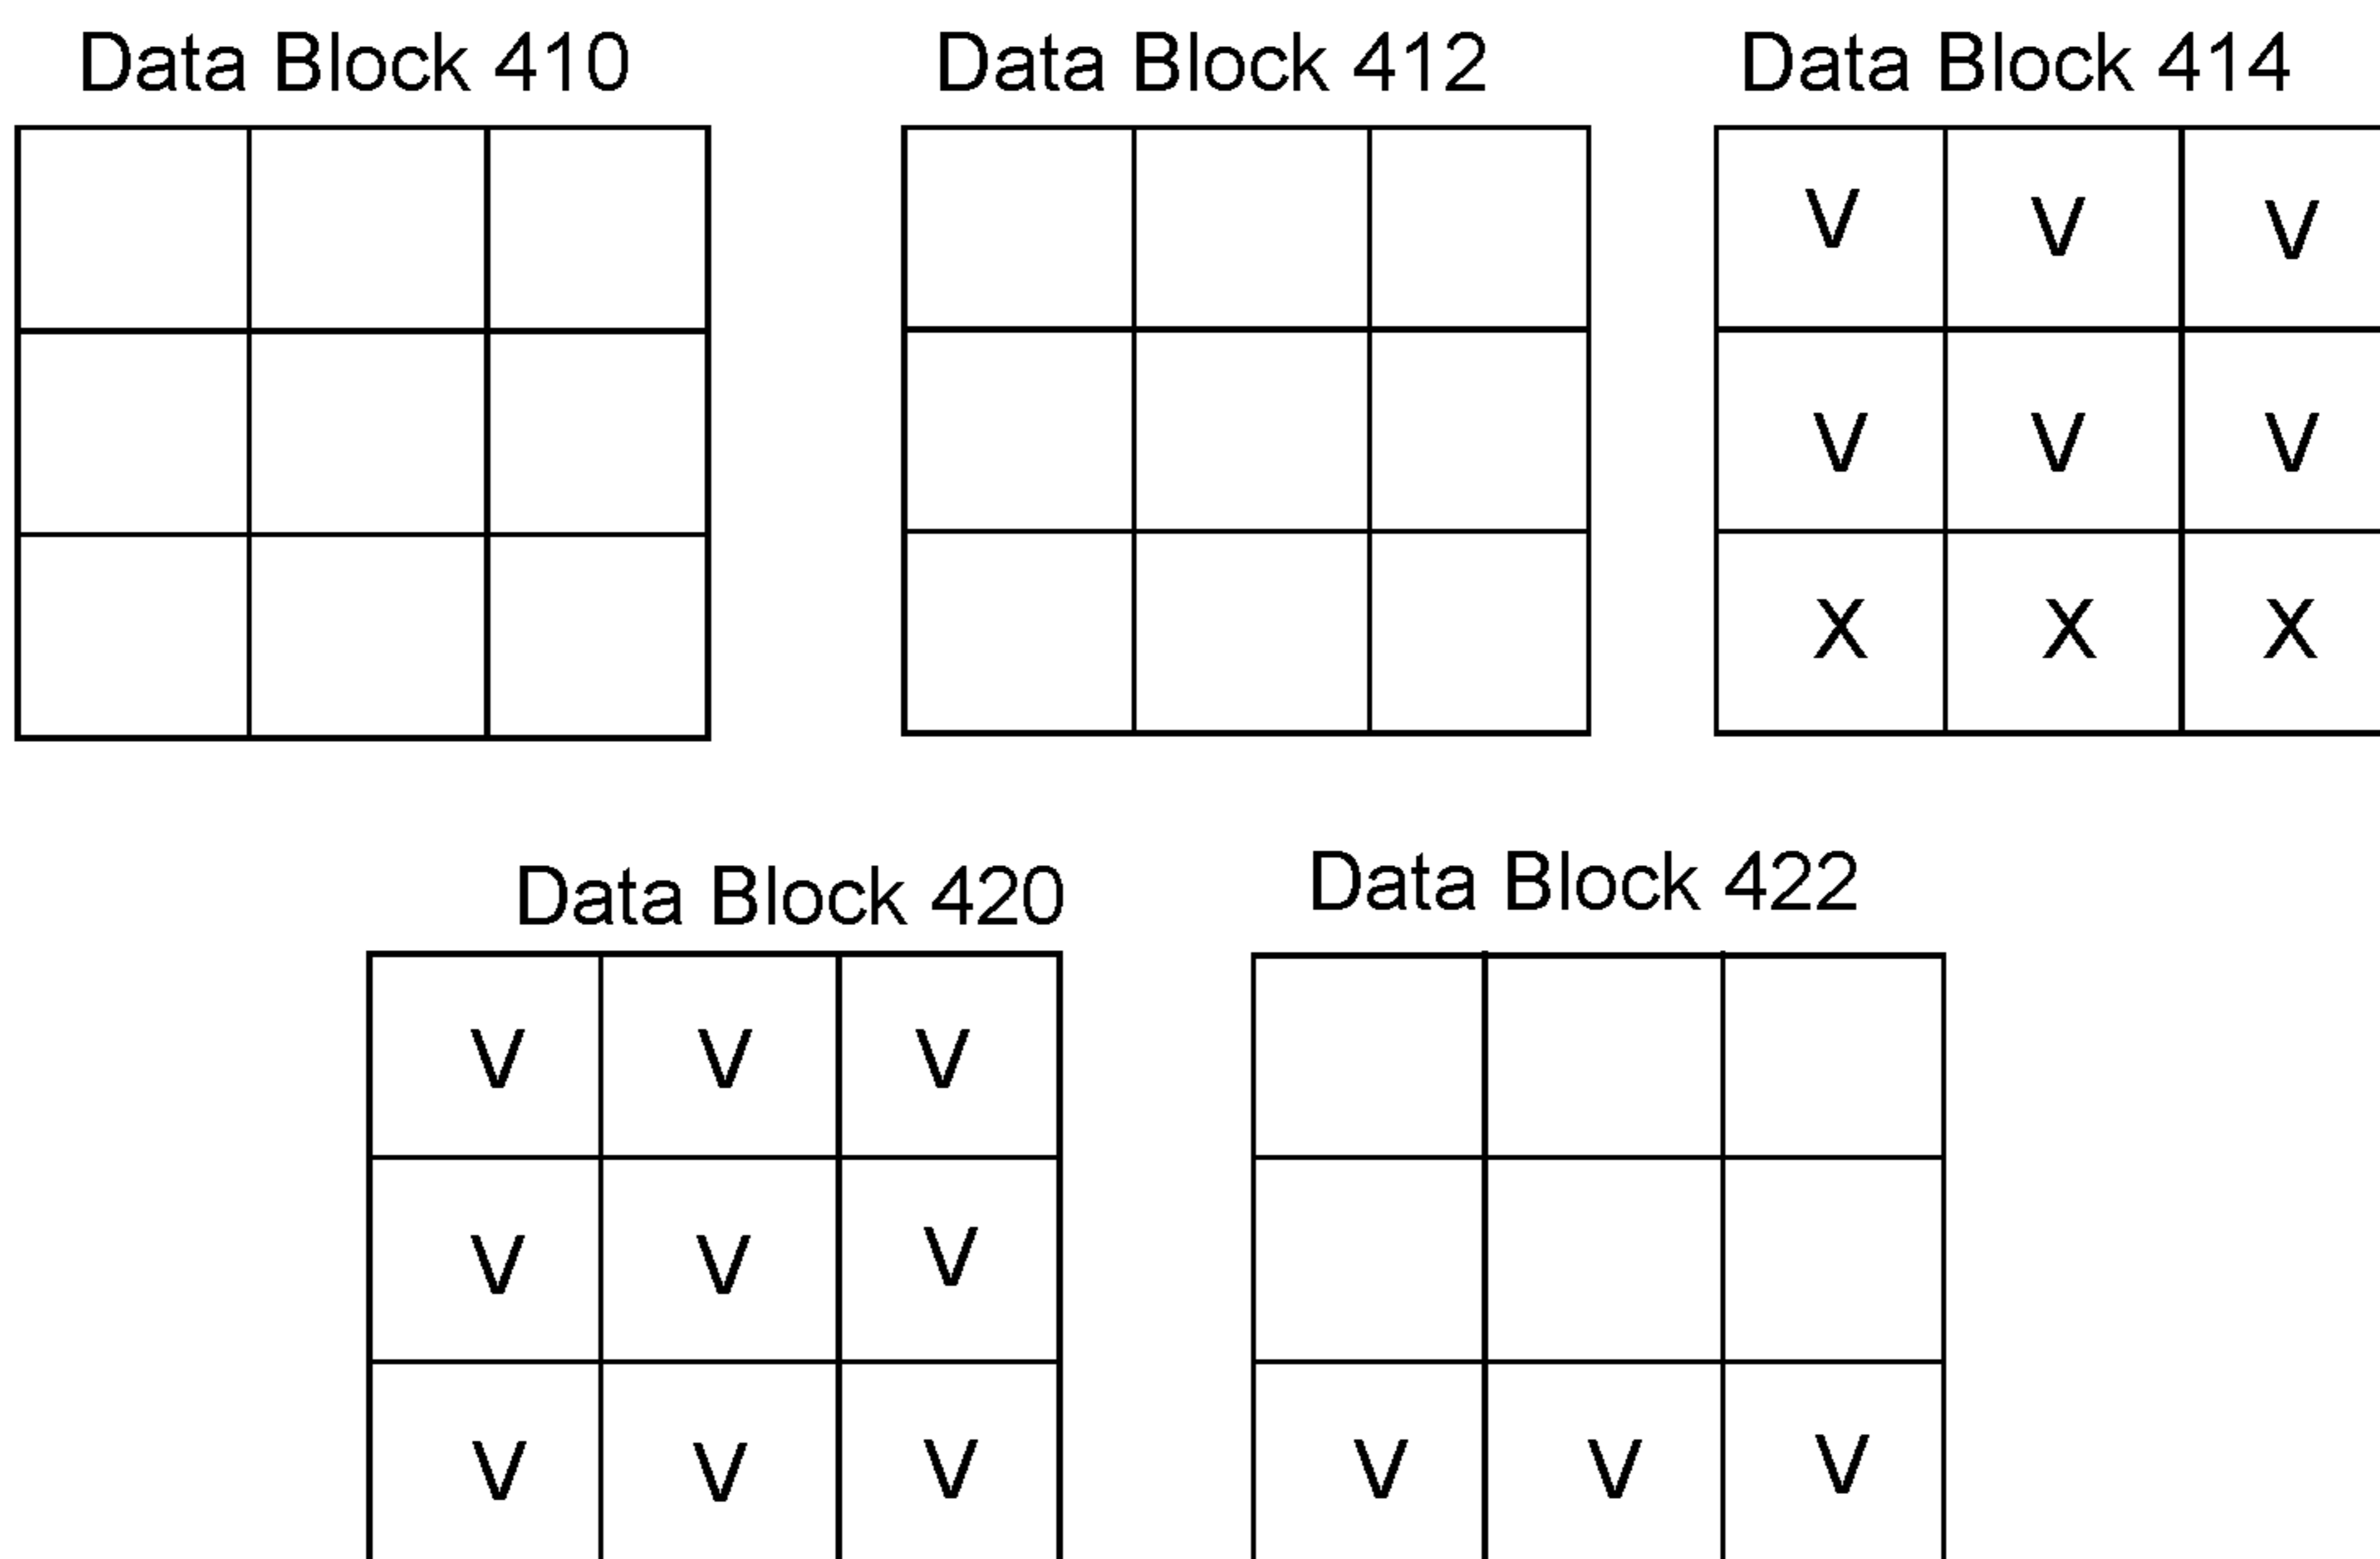 Data Block 410 Data Block 412 Data Block 414
V V V
V V V
X X X
Data Block 420 Data Block 422
V V V
V V V
V V V V V V